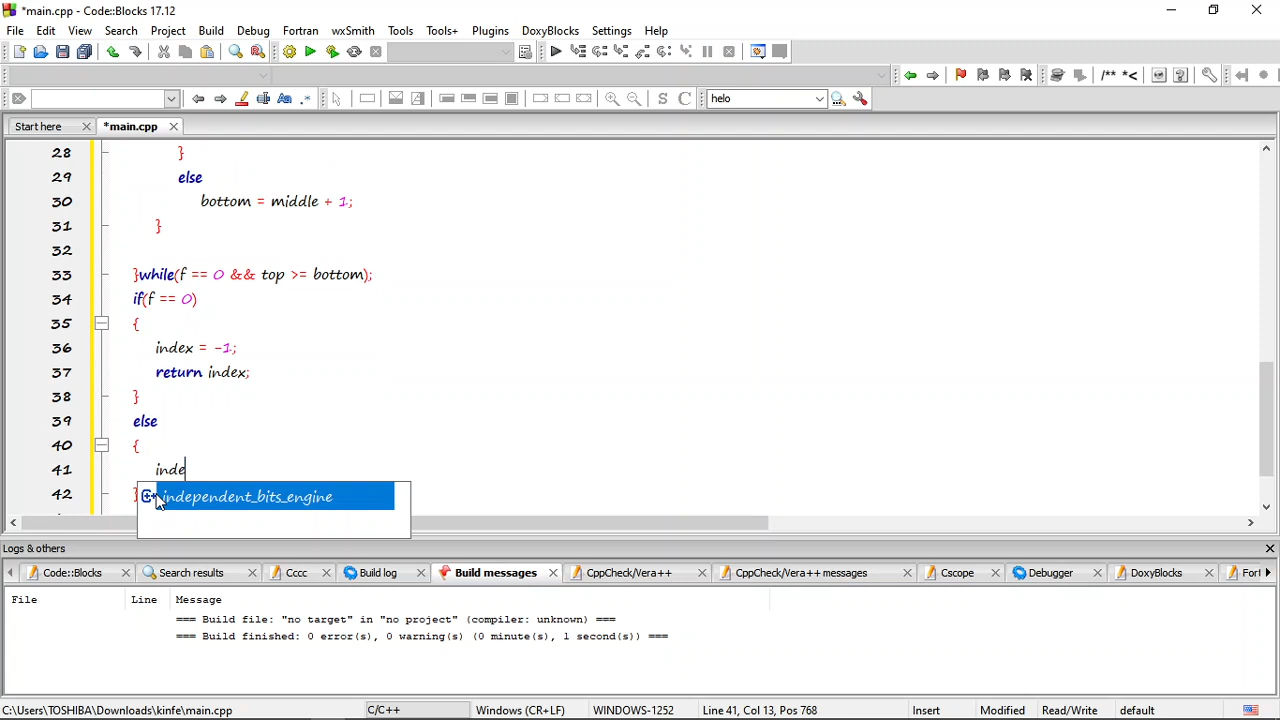 *main.cpp - Code::Blocks 17.12
File Edit View Search Project Build Debug Fortran wxSmith Tools Tools+ Plugins DoxyBlocks Settings Help
/** *<
S C helo
Start here *main.cpp
28 }
29 else
30 bottom = middle + 1;
31 }
32
33 }while(f == 0 && top >= bottom);
34 if(f == 0)
35 {
36 index = -1;
37 return index;
38 }
39 else
40 {
41 inde
42 } independent_bits_engine
Logs & others
Code::Blocks Search results Cccc Build log Build messages CppCheck/Vera++ CppCheck/Vera++ messages Cscope Debugger DoxyBlocks For
File Line Message
=== Build file: "no target" in "no project" (compiler: unknown) ===
=== Build finished: 0 error(s), 0 warning(s) (0 minute(s), 1 second(s)) ===
C:\Users\TOSHIBA\Downloads\kinfe\main.cpp C/C++ Windows (CR+LF) WINDOWS-1252 Line 41, Col 13, Pos 768 Insert Modified Read/Write default